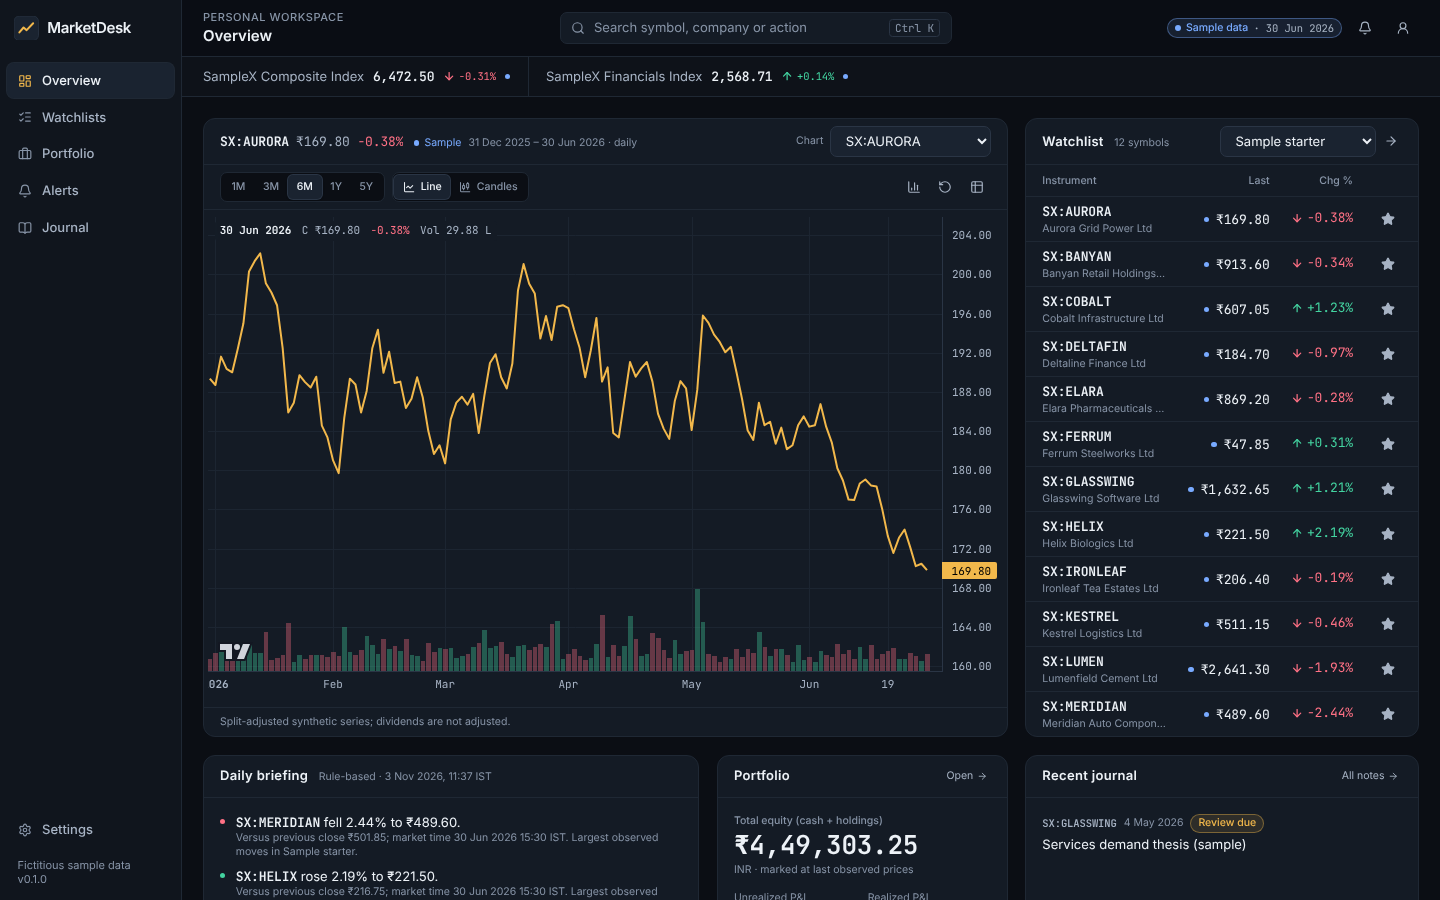 MarketDesk
Overview
Watchlists
Portfolio
Alerts
Journal
Settings
Fictitious sample data
v0.1.0
PERSONAL WORKSPACE
Overview
Search symbol, company or action
Ctrl K
Sample data · 30 Jun 2026
SampleX Composite Index 6,472.50 ↓ -0.31%
SampleX Financials Index 2,568.71 ↑ +0.14%
SX:AURORA ₹169.80 -0.38% Sample 31 Dec 2025 – 30 Jun 2026 · daily
Chart SX:AURORA
1M 3M 6M 1Y 5Y Line Candles
30 Jun 2026 C ₹169.80 -0.38% Vol 29.88 L
204.00
200.00
196.00
192.00
188.00
184.00
180.00
176.00
172.00
169.80
168.00
164.00
160.00
026 Feb Mar Apr May Jun 19
Split-adjusted synthetic series; dividends are not adjusted.
Watchlist 12 symbols Sample starter →
Instrument Last Chg %
SX:AURORA ₹169.80 ↓ -0.38%
Aurora Grid Power Ltd
SX:BANYAN ₹913.60 ↓ -0.34%
Banyan Retail Holdings...
SX:COBALT ₹607.05 ↑ +1.23%
Cobalt Infrastructure Ltd
SX:DELTAFIN ₹184.70 ↓ -0.97%
Deltaline Finance Ltd
SX:ELARA ₹869.20 ↓ -0.28%
Elara Pharmaceuticals ...
SX:FERRUM ₹47.85 ↑ +0.31%
Ferrum Steelworks Ltd
SX:GLASSWING ₹1,632.65 ↑ +1.21%
Glasswing Software Ltd
SX:HELIX ₹221.50 ↑ +2.19%
Helix Biologics Ltd
SX:IRONLEAF ₹206.40 ↓ -0.19%
Ironleaf Tea Estates Ltd
SX:KESTREL ₹511.15 ↓ -0.46%
Kestrel Logistics Ltd
SX:LUMEN ₹2,641.30 ↓ -1.93%
Lumenfield Cement Ltd
SX:MERIDIAN ₹489.60 ↓ -2.44%
Meridian Auto Compon...
Daily briefing Rule-based · 3 Nov 2026, 11:37 IST
SX:MERIDIAN fell 2.44% to ₹489.60.
Versus previous close ₹501.85; market time 30 Jun 2026 15:30 IST. Largest observed
moves in Sample starter.
SX:HELIX rose 2.19% to ₹221.50.
Versus previous close ₹216.75; market time 30 Jun 2026 15:30 IST. Largest observed
Portfolio Open →
Total equity (cash + holdings)
₹4,49,303.25
INR · marked at last observed prices
Unrealized P&L Realized P&L
Recent journal All notes →
SX:GLASSWING 4 May 2026 Review due
Services demand thesis (sample)